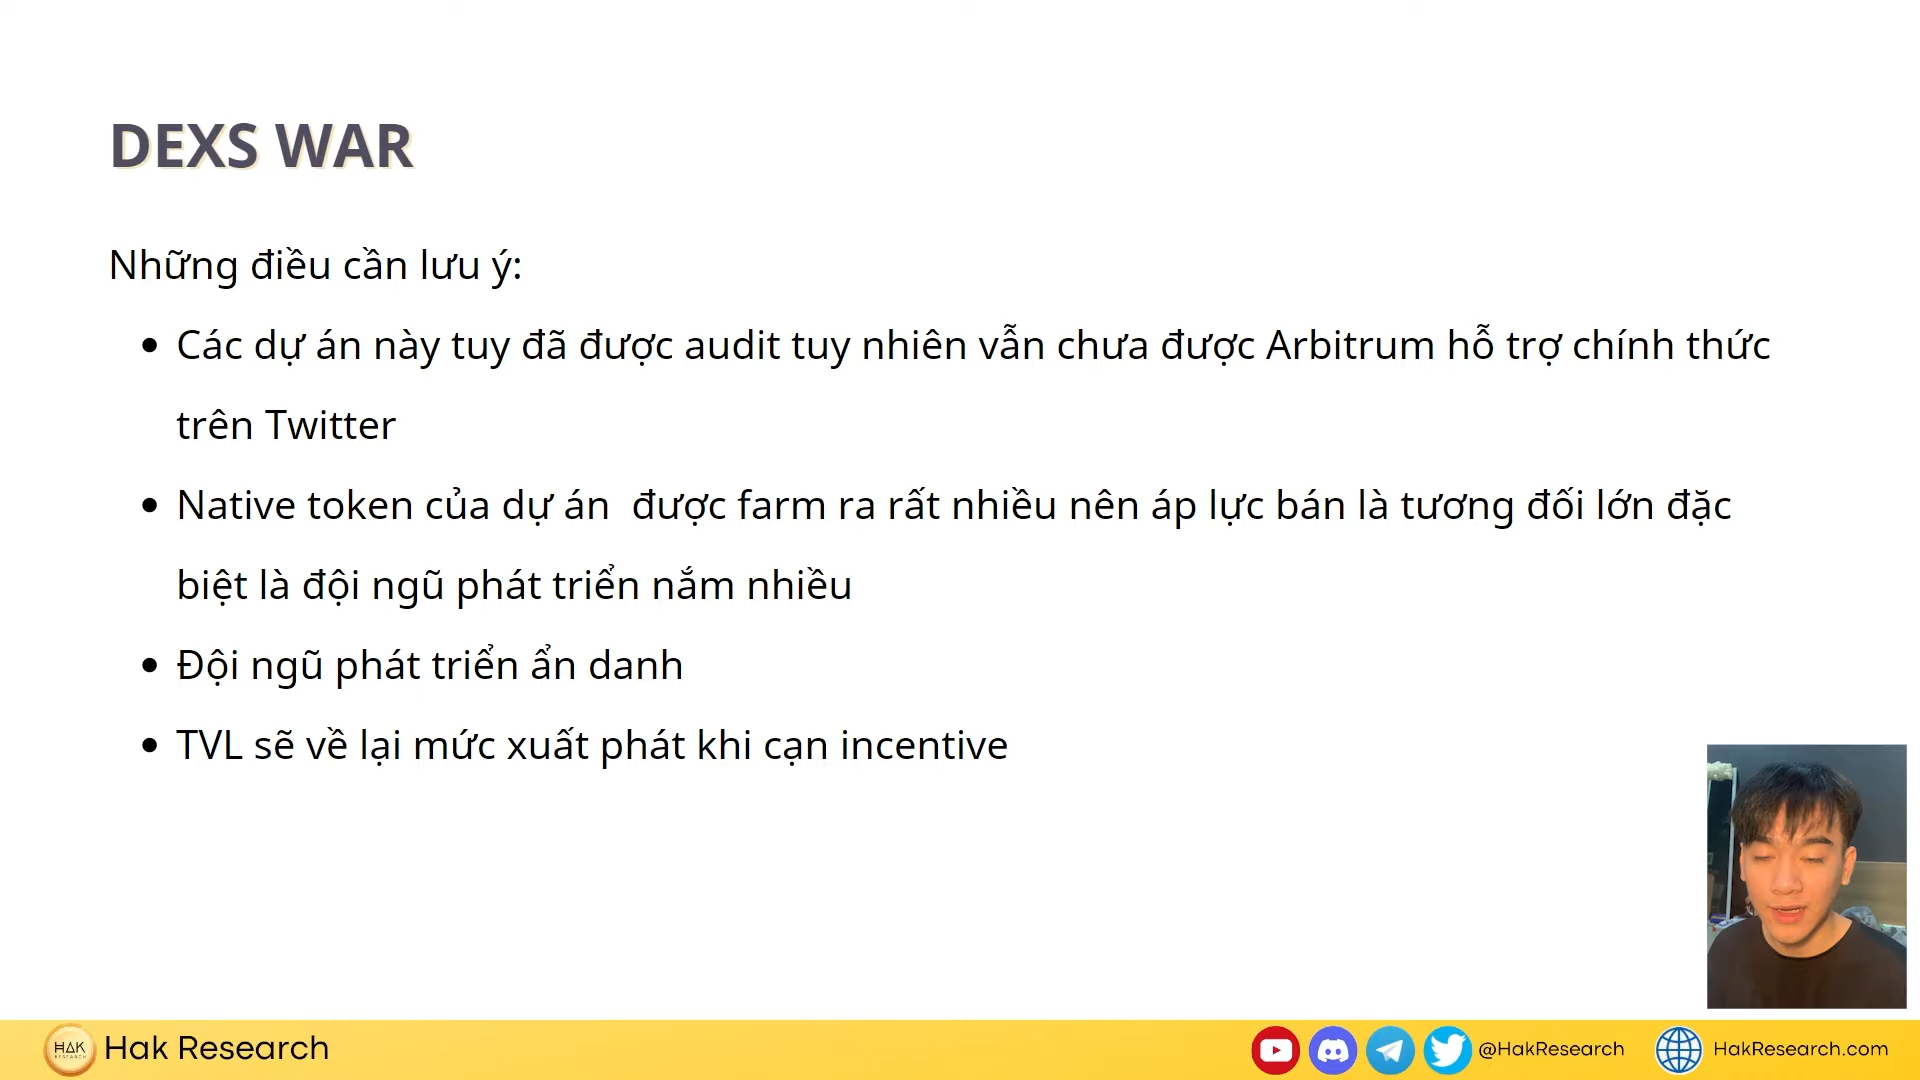 DEXS WAR
Những điều cần lưu ý:
Các dự án này tuy đã được audit tuy nhiên vẫn chưa được Arbitrum hỗ trợ chính thức
trên Twitter
Native token của dự án được farm ra rất nhiều nên áp lực bán là tương đối lớn đặc
biệt là đội ngũ phát triển nắm nhiều
Đội ngũ phát triển ẩn danh
TVL sẽ về lại mức xuất phát khi cạn incentive
HAK
RESEARCH
Hak Research
@HakResearch
HakResearch.com